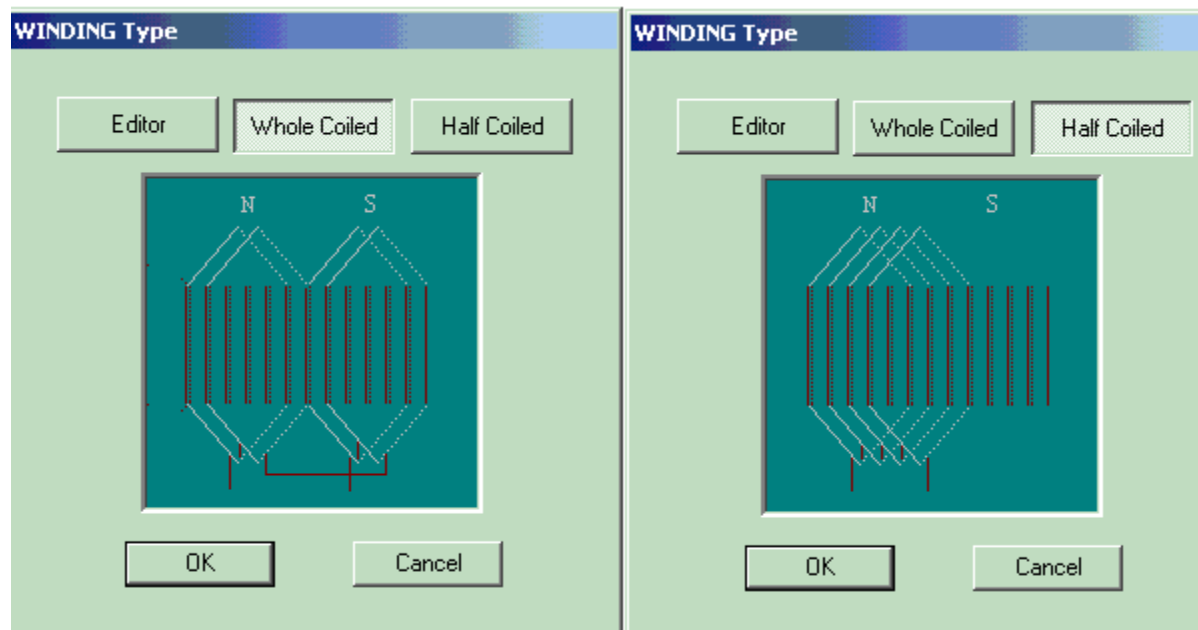 WINDING Type
Editor Whole Coiled Half Coiled
N S
OK Cancel
WINDING Type
Editor Whole Coiled Half Coiled
N S
OK Cancel